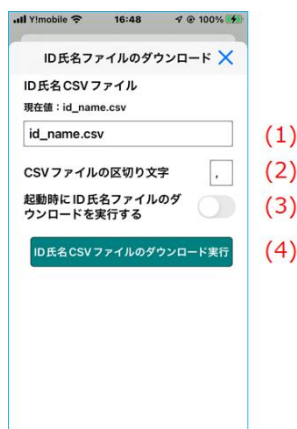 Y!mobile 16:48 100%
ID氏名ファイルのダウンロード
ID氏名CSVファイル
現在値：id_name.csv
id_name.csv (1)
CSVファイルの区切り文字 , (2)
起動時にID氏名ファイルのダ
ウンロードを実行する (3)
ID氏名CSVファイルのダウンロード実行 (4)